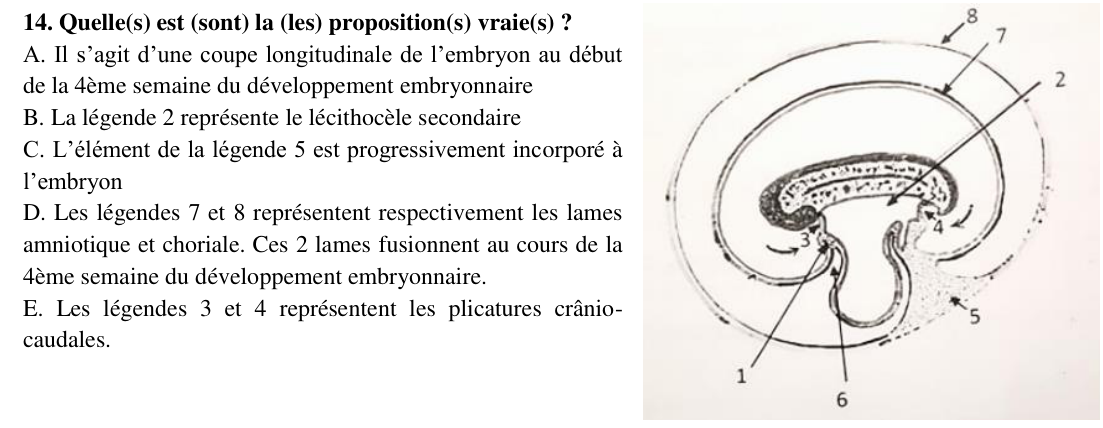 14. Quelle(s) est (sont) la (les) proposition(s) vraie(s) ?
A. Il s’agit d’une coupe longitudinale de l’embryon au début
de la 4ème semaine du développement embryonnaire
B. La légende 2 représente le lécithocèle secondaire
C. L’élément de la légende 5 est progressivement incorporé à
l’embryon
D. Les légendes 7 et 8 représentent respectivement les lames
amniotique et choriale. Ces 2 lames fusionnent au cours de la
4ème semaine du développement embryonnaire.
E. Les légendes 3 et 4 représentent les plicatures crânio-
caudales.
8
7
2
3
4
5
1
6